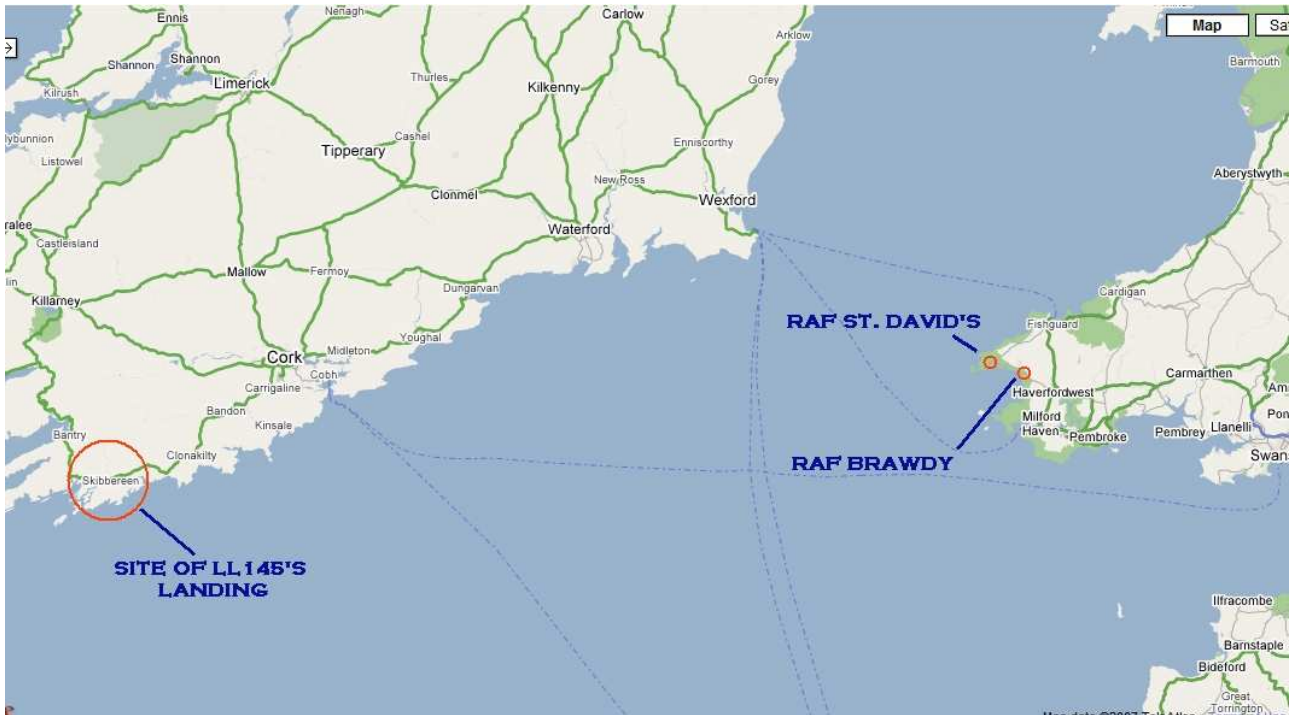 Ennis
Carlow
Map
Sat
Arklow
Nenagh
Shannon
Shannon
Thurles
Gorey
Barmouth
Kilrush
Limerick
Kilkenny
Cashel
Listowel
Tipperary
Enniscorthy
Aberystwyth
New Ross
Clonmel
Wexford
Waterford
Castleisland
Mallow
Fermoy
Dungarvan
Cardigan
Killarney
RAF ST. DAVID'S
Fishguard
Youghal
Cork
Midleton
Cobh
Carmarthen
Carrigaline
Haverfordwest
Bandon
Milford
Haven
Llanelli
Kinsale
Pembroke
Pembrey
Bantry
Clonakilty
RAF BRAWDY
Swans
Skibbereen
SITE OF LL145'S
LANDING
Ilfracombe
Barnstaple
Bideford
Great
Torrington